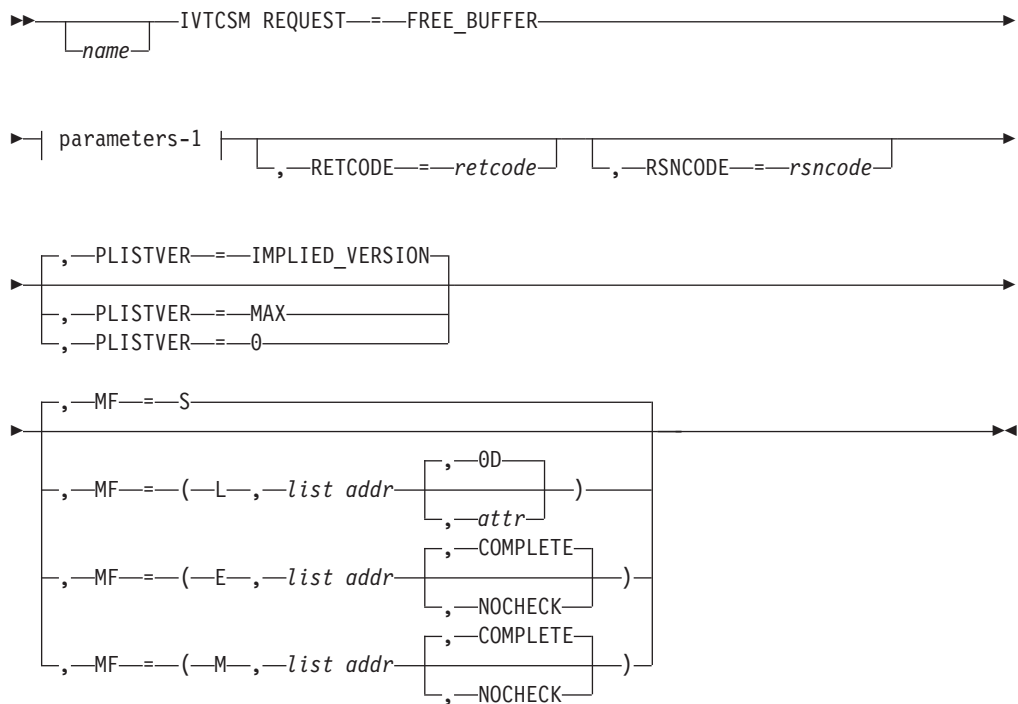 IVTCSM REQUEST = FREE_BUFFER
name
parameters-1
, RETCODE = retcode
, RSNCODE = rsncode
, PLISTVER = IMPLIED_VERSION
, PLISTVER = MAX
, PLISTVER = 0
, MF = S
, MF = ( L , list addr , 0D )
, attr
, MF = ( E , list addr , COMPLETE )
, NOCHECK
, MF = ( M , list addr , COMPLETE )
, NOCHECK